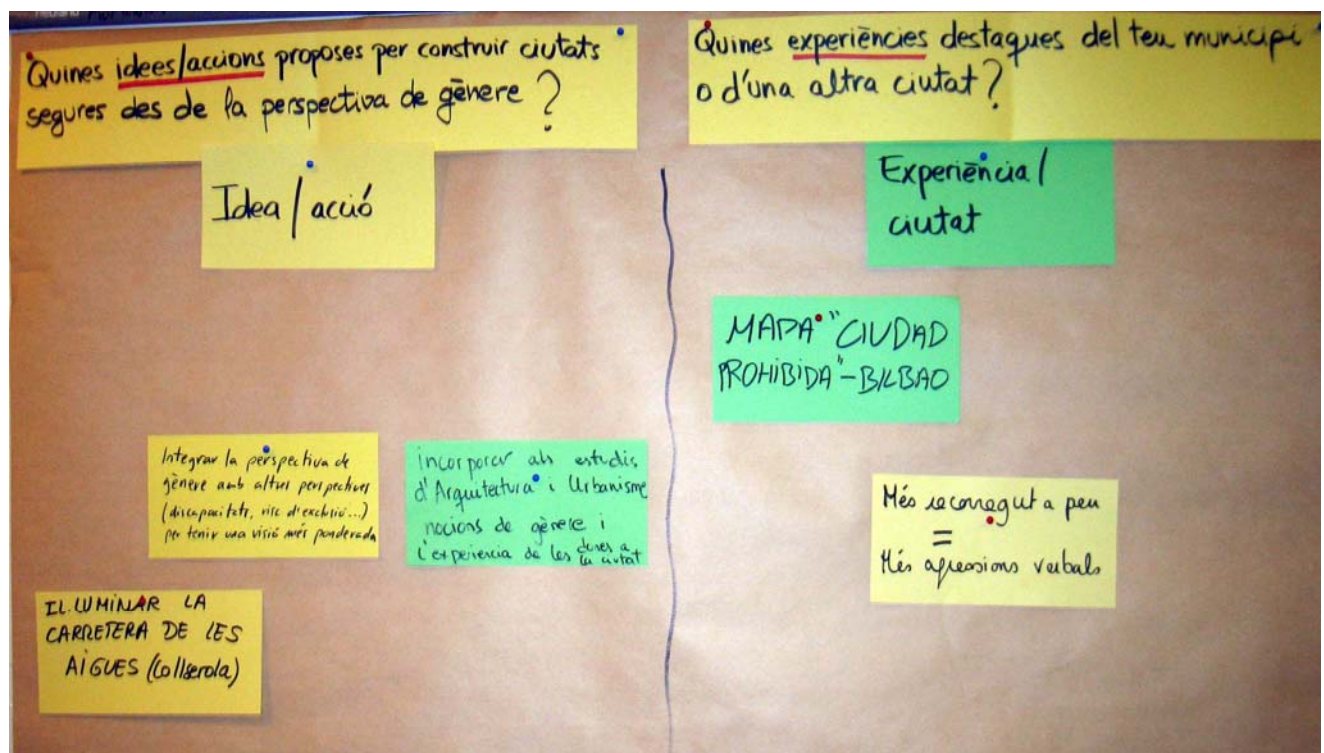 Quines idees/accions proposes per construir ciutats
segures des de la perspectiva de gènere?
Idea/acció
Integrar la perspectiva de
gènere amb altres perspectives
(discapacitats, risc d'exclusió...)
per tenir una visió més ponderada
incorporar als estudis
d'Arquitectura i Urbanisme
nocions de gènere i
l'experiencia de les dones a
la ciutat
IL.LUMINAR LA
CARRETERA DE LES
AIGUES (Collserola)
Quines experiències destaques del teu municipi
o d'una altra ciutat?
Experiència/
ciutat
MAPA "CIUDAD
PROHIBIDA" - BILBAO
Més recorregut a peu
=
Més agressions verbals